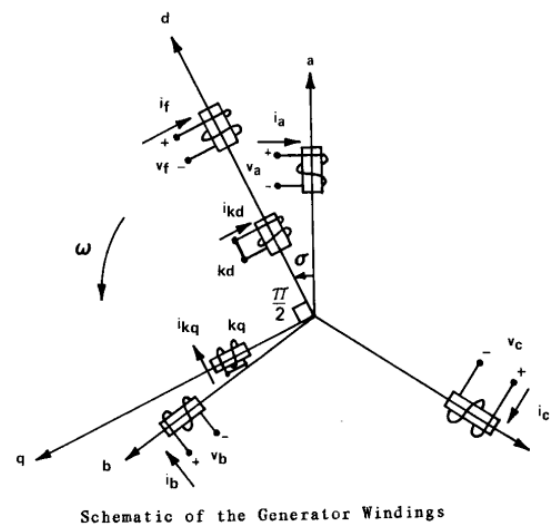 d
a
i_f
+
v_f -
i_a
+
v_a
-
i_kd
kd
σ
ω
π/2
i_kq
kq
q
b
i_b
+
v_b
-
-
v_c
+
i_c
c
Schematic of the Generator Windings